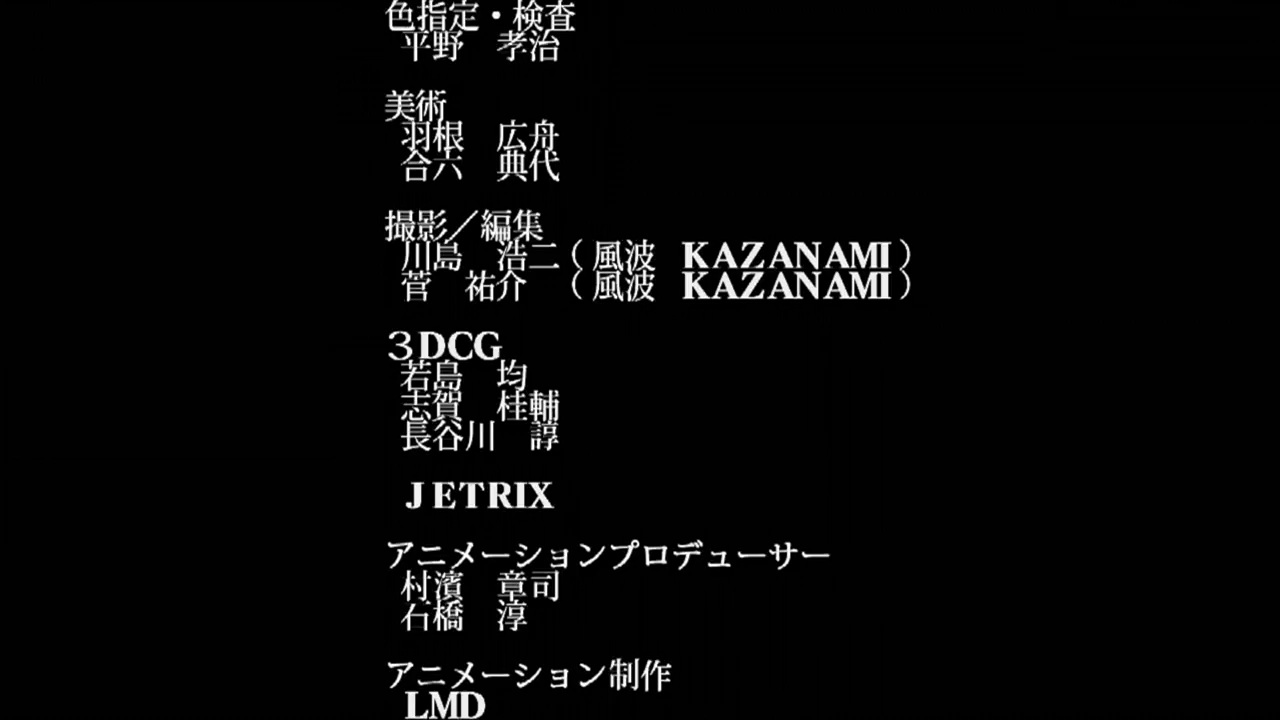 色指定・検査
平野　孝治
美術
羽根　広舟
合六　典代
撮影／編集
川島　浩二（風波　KAZANAMI）
菅　祐介　（風波　KAZANAMI）
３DCG
若島　均
志賀　桂輔
長谷川　諄
JETRIX
アニメーションプロデューサー
村濱　章司
石橋　淳
アニメーション制作
LMD